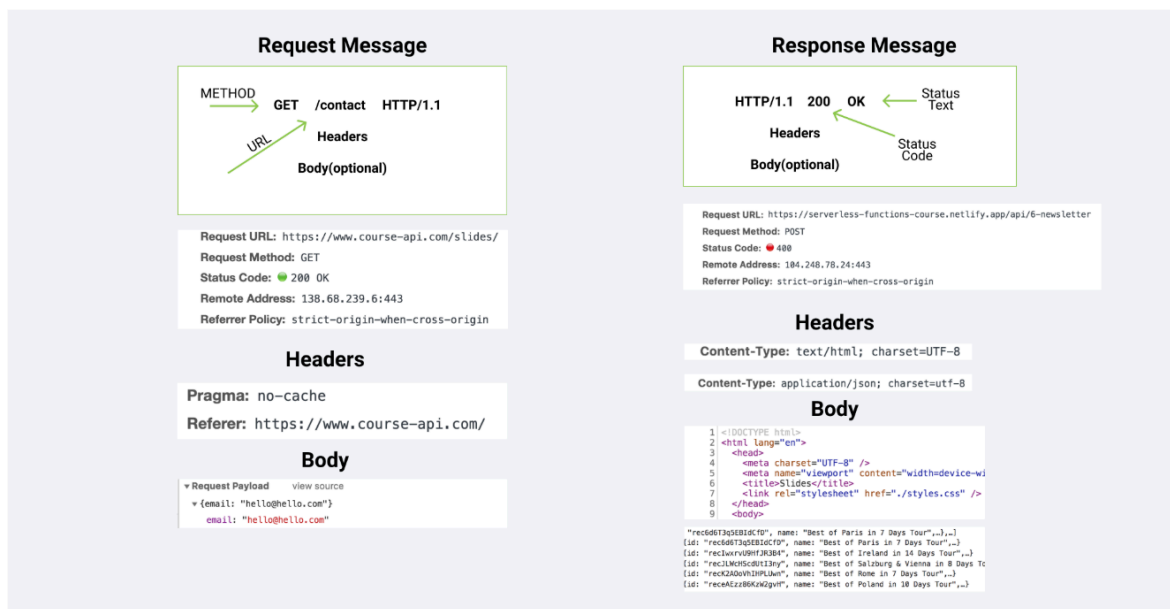 Request Message
METHOD
GET /contact HTTP/1.1
URL
Headers
Body(optional)
Request URL: https://www.course-api.com/slides/
Request Method: GET
Status Code: 200 OK
Remote Address: 138.68.239.6:443
Referrer Policy: strict-origin-when-cross-origin
Headers
Pragma: no-cache
Referer: https://www.course-api.com/
Body
Request Payload view source
{email: "hello@hello.com"}
email: "hello@hello.com"
Response Message
HTTP/1.1 200 OK
Status
Text
Headers
Status
Code
Body(optional)
Request URL: https://serverless-functions-course.netlify.app/api/6-newsletter
Request Method: POST
Status Code: 400
Remote Address: 104.248.78.24:443
Referrer Policy: strict-origin-when-cross-origin
Headers
Content-Type: text/html; charset=UTF-8
Content-Type: application/json; charset=utf-8
Body
1 <!DOCTYPE html>
2 <html lang="en">
3 <head>
4 <meta charset="UTF-8" />
5 <meta name="viewport" content="width=device-wi
6 <title>Slides</title>
7 <link rel="stylesheet" href="./styles.css" />
8 </head>
9 <body>
"rec6d6T3q5EBIdCfD", name: "Best of Paris in 7 Days Tour",…},…]
{id: "rec6d6T3q5EBIdCfD", name: "Best of Paris in 7 Days Tour",…}
{id: "recIwxrvU9HfJR3B4", name: "Best of Ireland in 14 Days Tour",…}
{id: "recJLWcHScdUtI3ny", name: "Best of Salzburg & Vienna in 8 Days To
{id: "recK2AOoVhIHPLUwn", name: "Best of Rome in 7 Days Tour",…}
{id: "receAEzz86KzW2gvH", name: "Best of Poland in 10 Days Tour",…}